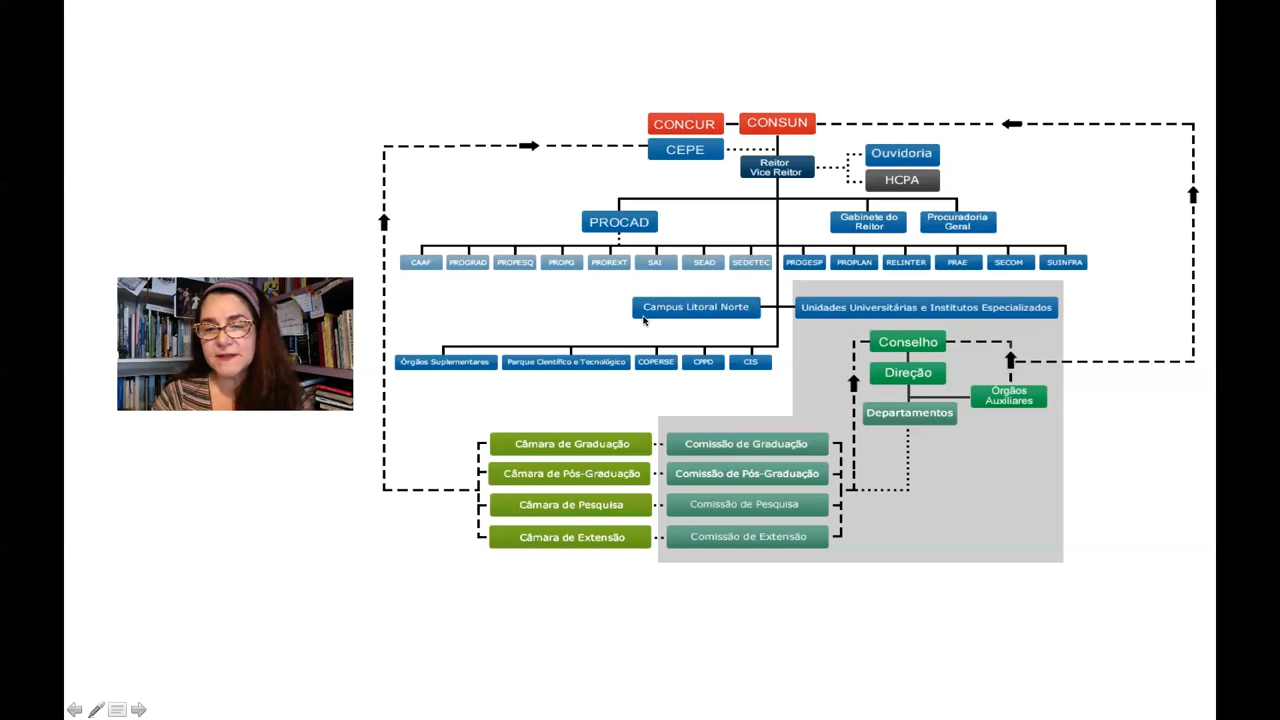 CONCUR
CONSUN
CEPE
Reitor
Vice Reitor
Ouvidoria
HCPA
PROCAD
Gabinete do
Reitor
Procuradoria
Geral
CAAF
PROGRAD
PROPESQ
PROPG
PROREXT
SAI
SEAD
SEDETEC
PROGESP
PROPLAN
RELINTER
PRAE
SECOM
SUINFRA
Campus Litoral Norte
Unidades Universitárias e Institutos Especializados
Conselho
Direção
Órgãos
Auxiliares
Departamentos
Órgãos Suplementares
Parque Científico e Tecnológico
COPERSE
CPPD
CIS
Câmara de Graduação
Comissão de Graduação
Câmara de Pós-Graduação
Comissão de Pós-Graduação
Câmara de Pesquisa
Comissão de Pesquisa
Câmara de Extensão
Comissão de Extensão